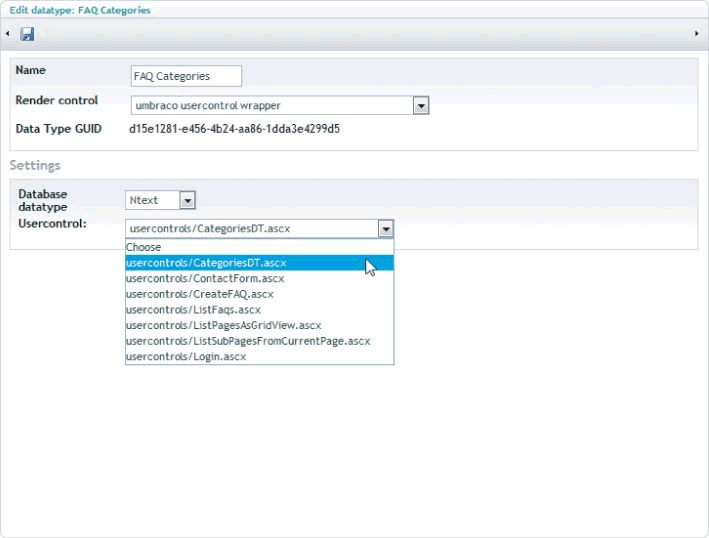 Edit datatype: FAQ Categories
Name FAQ Categories
Render control umbraco usercontrol wrapper
Data Type GUID d15e1281-e456-4b24-aa86-1dda3e4299d5
Settings
Database
datatype Ntext
Usercontrol: usercontrols/CategoriesDT.ascx
Choose
usercontrols/CategoriesDT.ascx
usercontrols/ContactForm.ascx
usercontrols/CreateFAQ.ascx
usercontrols/ListFaqs.ascx
usercontrols/ListPagesAsGridView.ascx
usercontrols/ListSubPagesFromCurrentPage.ascx
usercontrols/Login.ascx